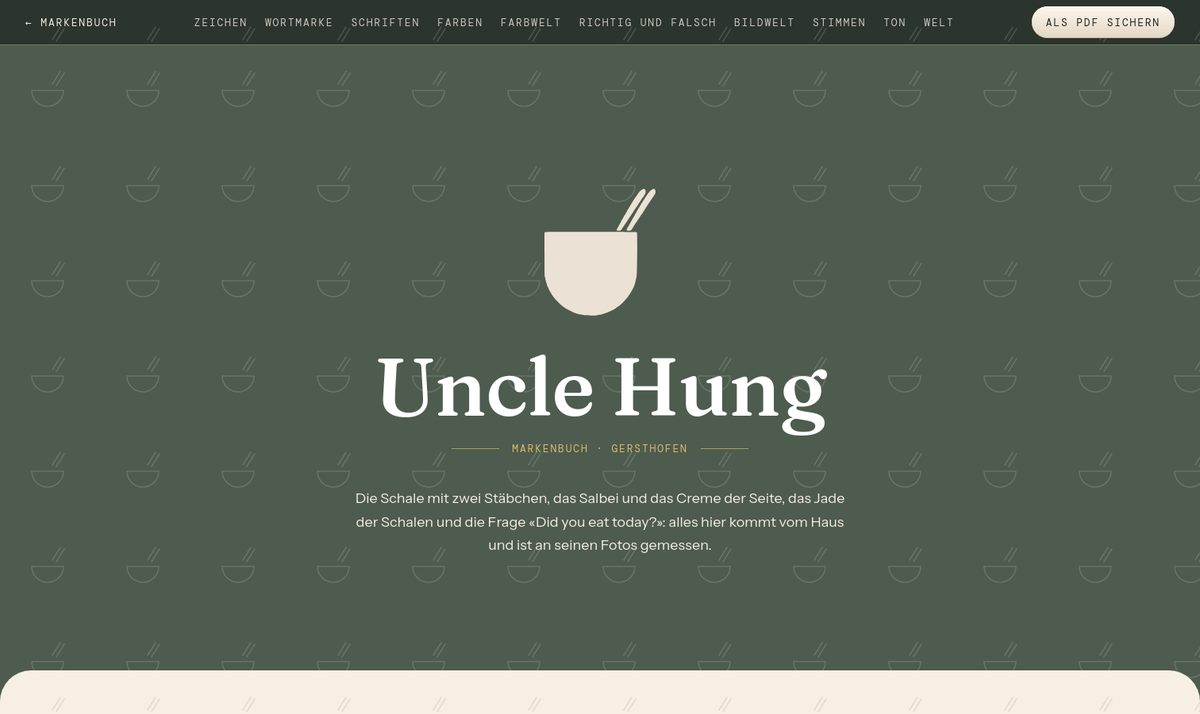 ← MARKENBUCH
ZEICHEN WORTMARKE SCHRIFTEN FARBEN FARBWELT RICHTIG UND FALSCH BILDWELT STIMMEN TON WELT
ALS PDF SICHERN
Uncle Hung
MARKENBUCH · GERSTHOFEN
Die Schale mit zwei Stäbchen, das Salbei und das Creme der Seite, das Jade
der Schalen und die Frage «Did you eat today?»: alles hier kommt vom Haus
und ist an seinen Fotos gemessen.